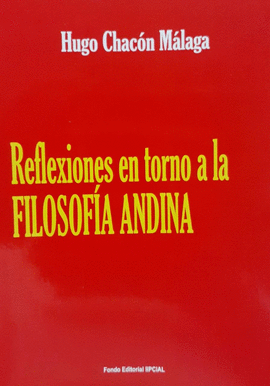 Hugo Chacón Málaga
Reflexiones en torno a la
FILOSOFÍA ANDINA
Fondo Editorial IIPCIAL